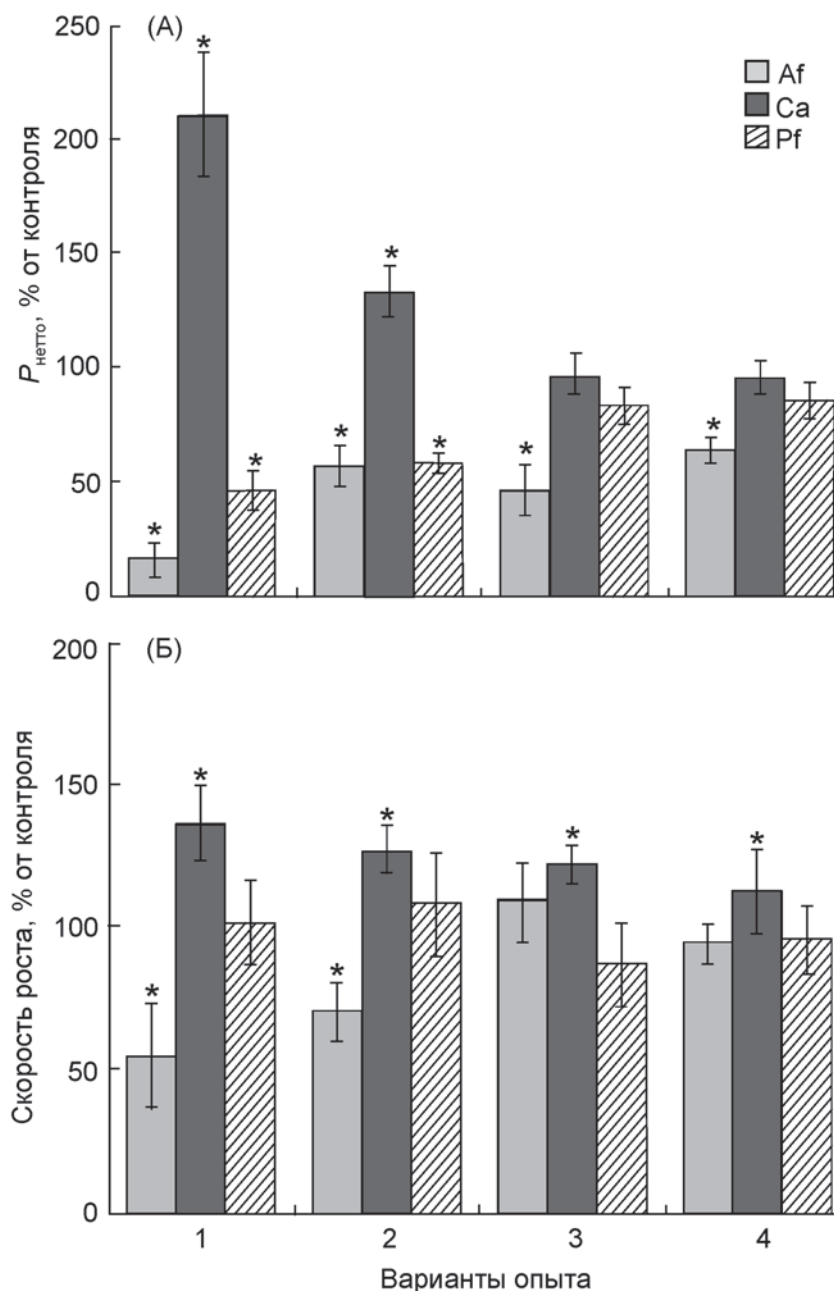 (А)
250
200
150
100
50
0
Pнетто, % от контроля
* * * * * * * *
Af
Ca
Pf
(Б)
200
150
100
50
0
Скорость роста, % от контроля
* * * * * *
1 2 3 4
Варианты опыта